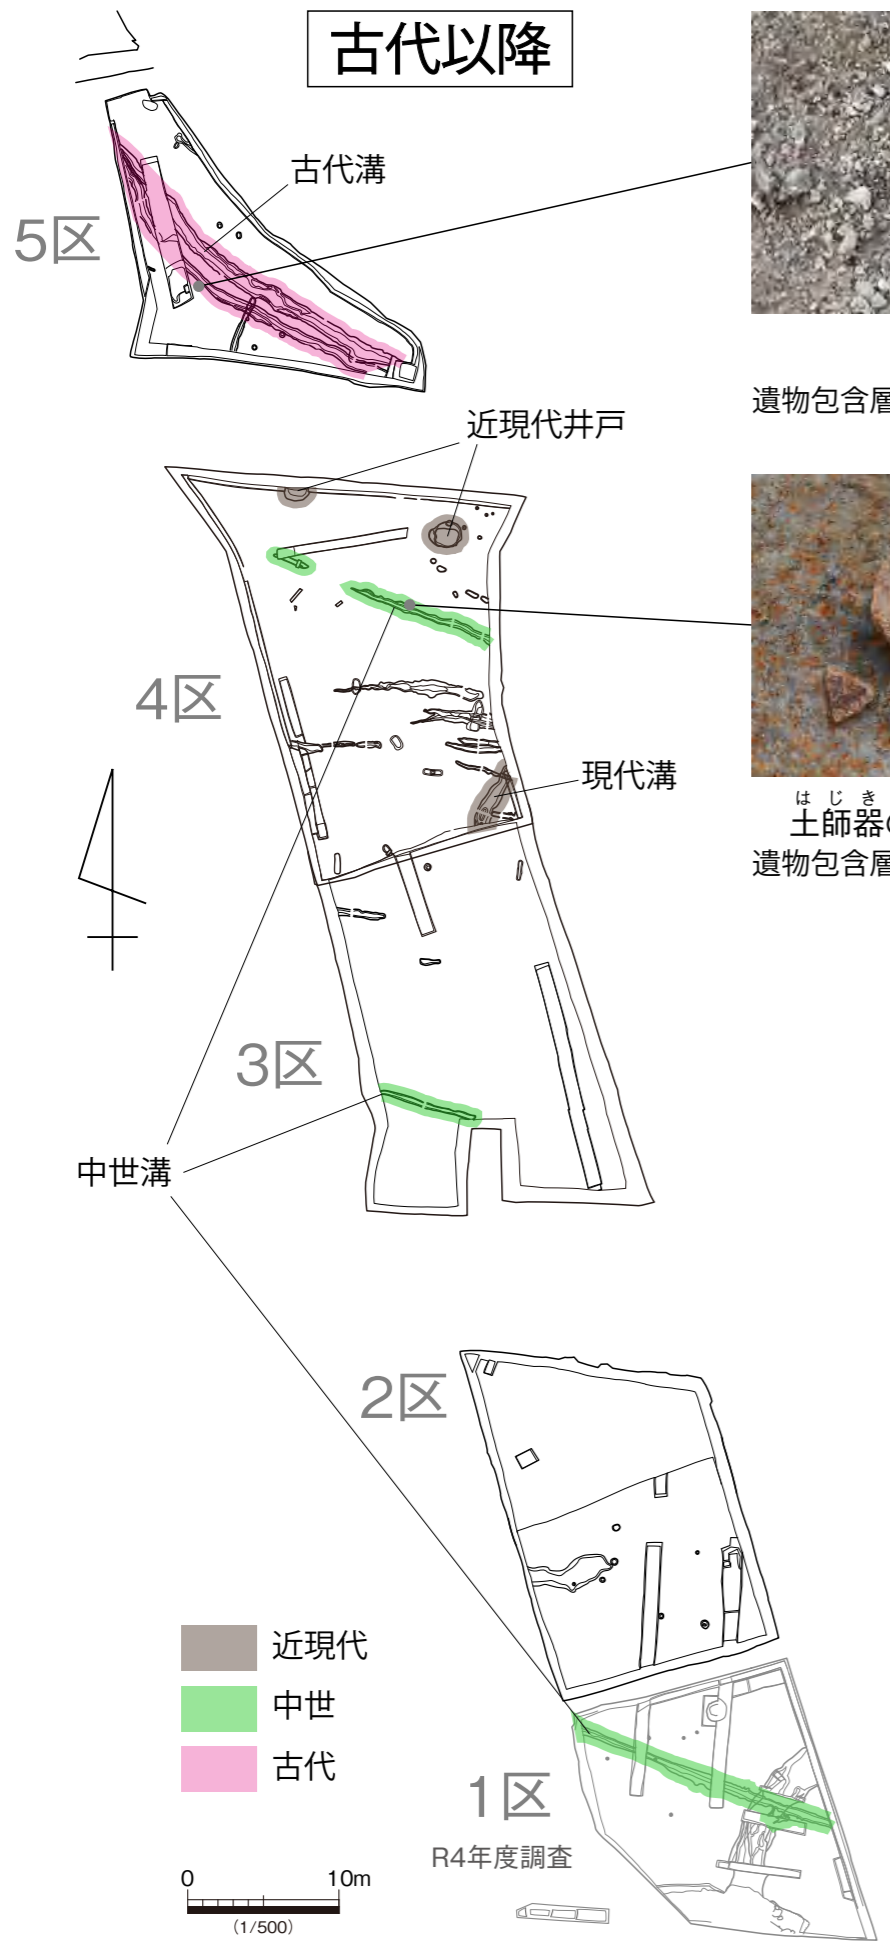 古代以降
古代溝
5区
遺物包含層
近現代井戸
4区
現代溝
はじき
土師器
遺物包含層
3区
中世溝
2区
近現代
中世
古代
1区
R4年度調査
0 10m
(1/500)